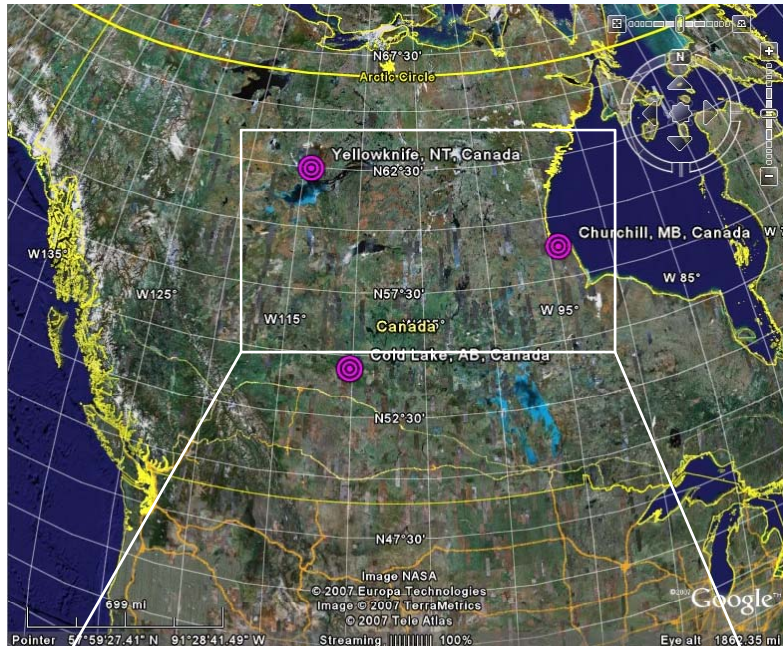 N67°30'
Arctic Circle
N
Yellowknife, NT, Canada
N62°30'
Churchill, MB, Canada
W 7
W135°
W125°
W 85°
N57°30'
W 95°
W115°
Canada
Cold Lake, AB, Canada
N52°30'
N47°30'
Image NASA
© 2007 Europa Technologies
Image © 2007 TerraMetrics
© 2007 Tele Atlas
699 mi
©2007 Google™
Pointer 57°59'27.41" N 91°28'41.49" W Streaming |||||||||| 100% Eye alt 1862.35 mi